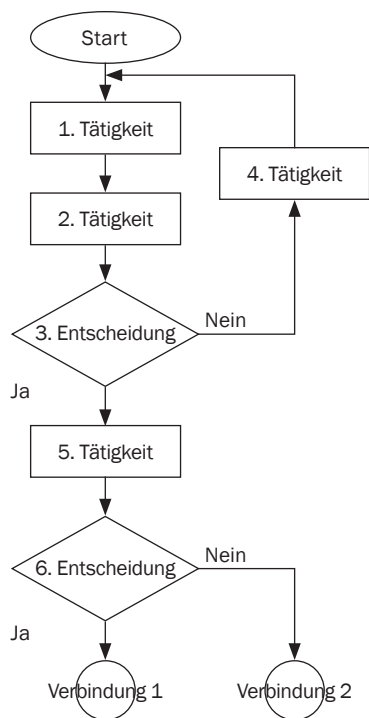 Start
1. Tätigkeit
4. Tätigkeit
2. Tätigkeit
3. Entscheidung
Nein
Ja
5. Tätigkeit
6. Entscheidung
Nein
Ja
Verbindung 1
Verbindung 2